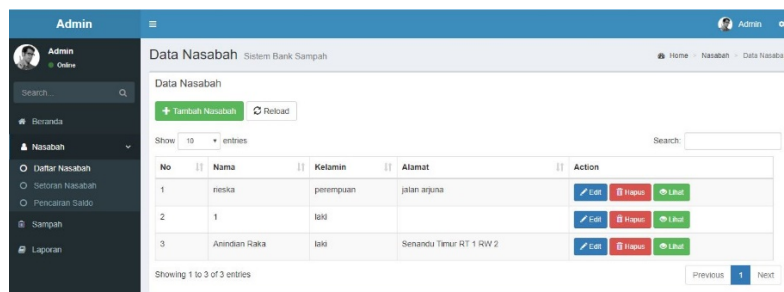 Admin
Admin
Admin
Online
Data Nasabah Sistem Bank Sampah
Home > Nasabah > Data Nasaba
Search...
Data Nasabah
Tambah Nasabah Reload
Beranda
Nasabah
Show 10 entries Search:
Daftar Nasabah
Setoran Nasabah
Pencairan Saldo
Sampah
Laporan
No Nama Kelamin Alamat Action
1 rieska perempuan jalan arjuna Edit Hapus Lihat
2 1 laki Edit Hapus Lihat
3 Anindian Raka laki Senandu Timur RT 1 RW 2 Edit Hapus Lihat
Showing 1 to 3 of 3 entries
Previous 1 Next